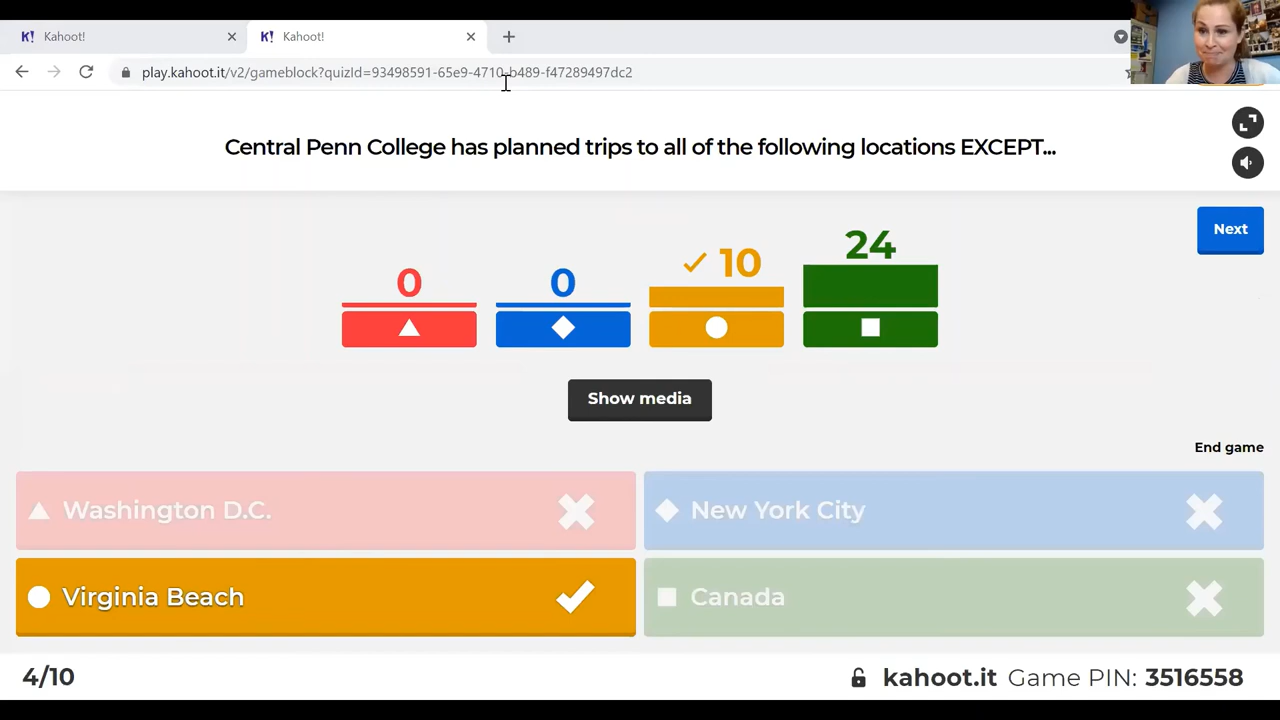 K! Kahoot!
K! Kahoot!
play.kahoot.it/v2/gameblock?quizId=93498591-65e9-4710-b489-f47289497dc2
Central Penn College has planned trips to all of the following locations EXCEPT...
Next
0
0
10
24
Show media
End game
Washington D.C.
New York City
Virginia Beach
Canada
4/10
kahoot.it Game PIN: 3516558